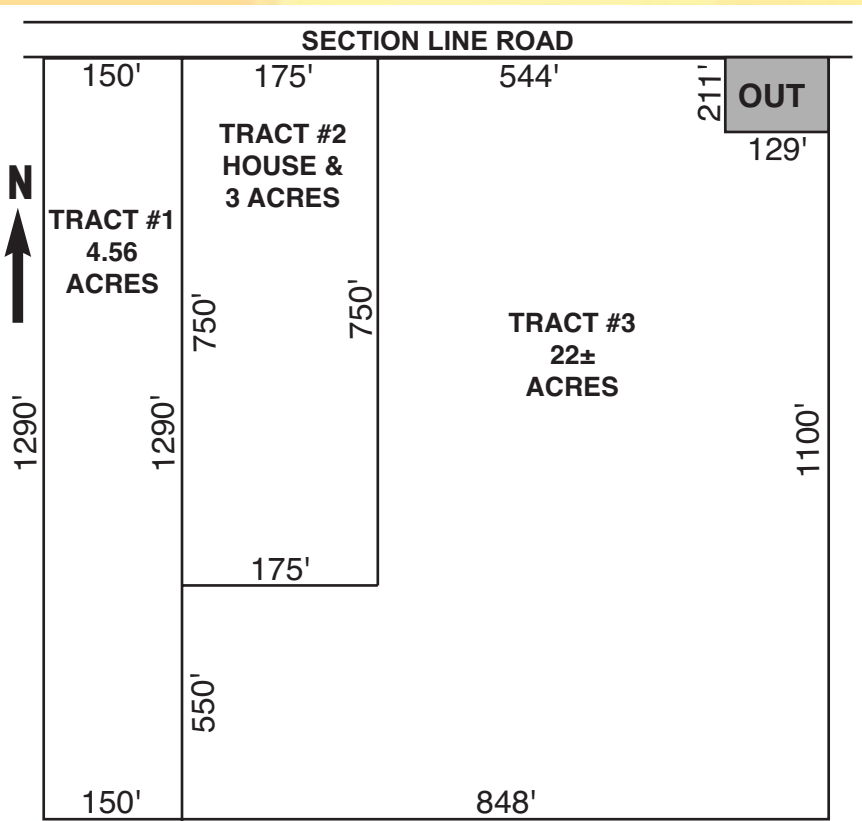 SECTION LINE ROAD
150'
175'
544'
211'
OUT
129'
N
TRACT #1
4.56
ACRES
TRACT #2
HOUSE &
3 ACRES
750'
750'
TRACT #3
22±
ACRES
1290'
1290'
1100'
175'
550'
150'
848'